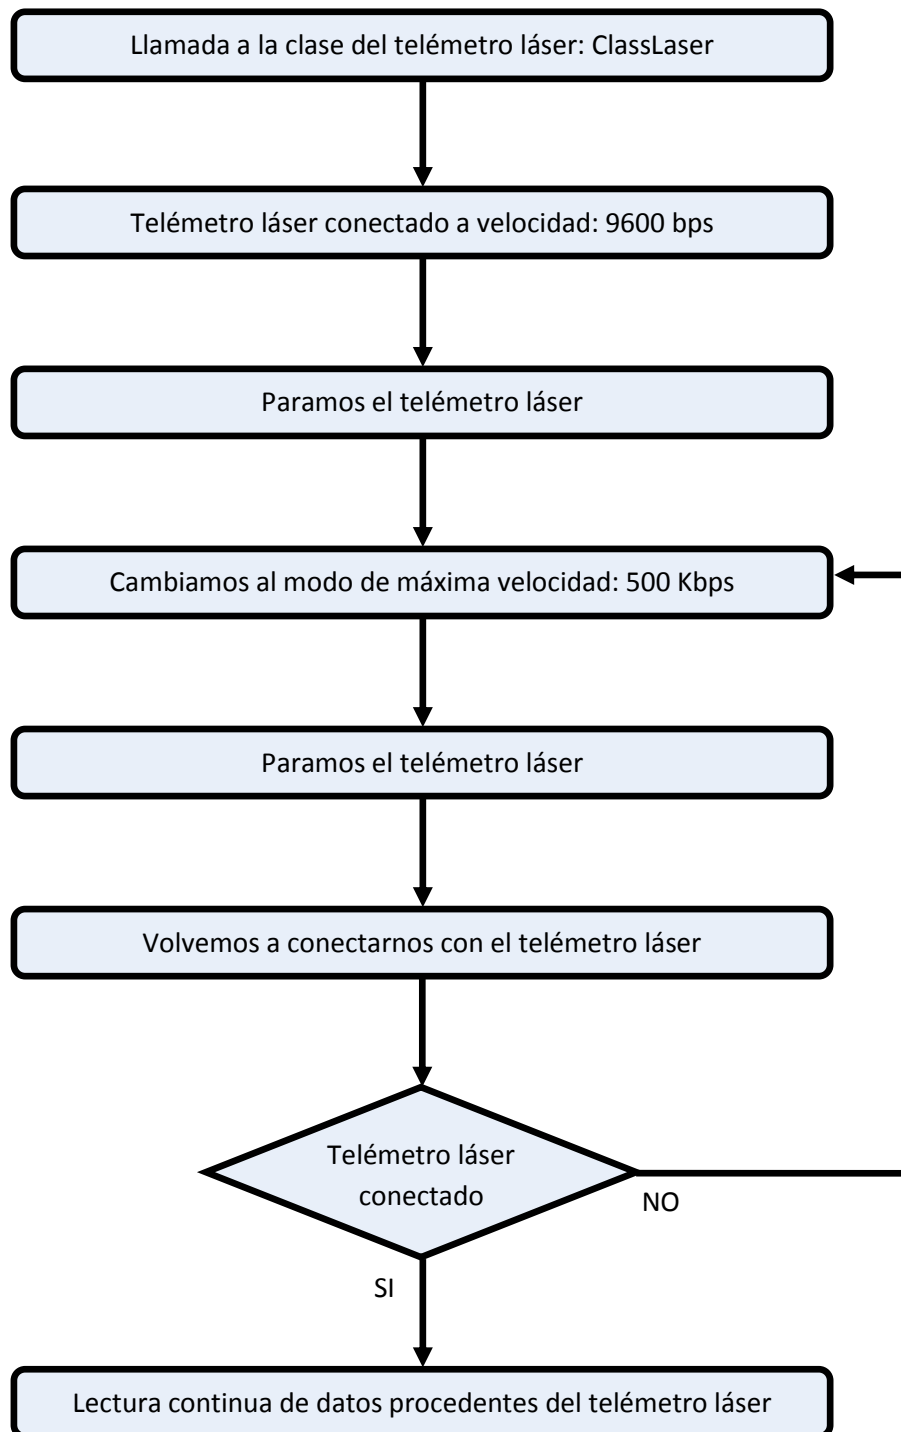 Llamada a la clase del telémetro láser: ClassLaser
Telémetro láser conectado a velocidad: 9600 bps
Paramos el telémetro láser
Cambiamos al modo de máxima velocidad: 500 Kbps
Paramos el telémetro láser
Volvemos a conectarnos con el telémetro láser
Telémetro láser
conectado
NO
SI
Lectura continua de datos procedentes del telémetro láser